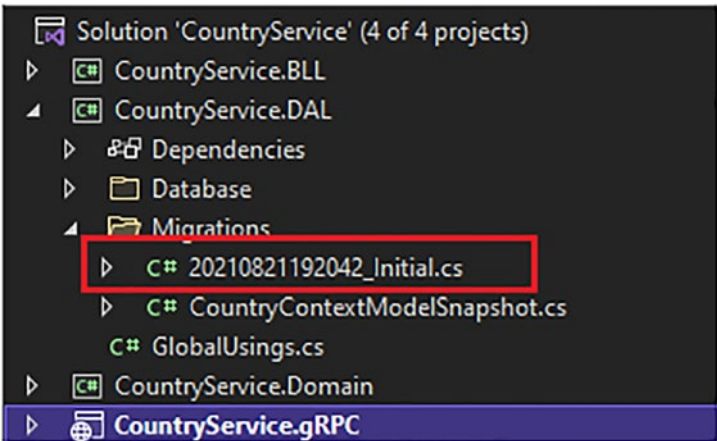 Solution 'CountryService' (4 of 4 projects)
C# CountryService.BLL
C# CountryService.DAL
Dependencies
Database
Migrations
C# 20210821192042_Initial.cs
C# CountryContextModelSnapshot.cs
C# GlobalUsings.cs
C# CountryService.Domain
CountryService.gRPC